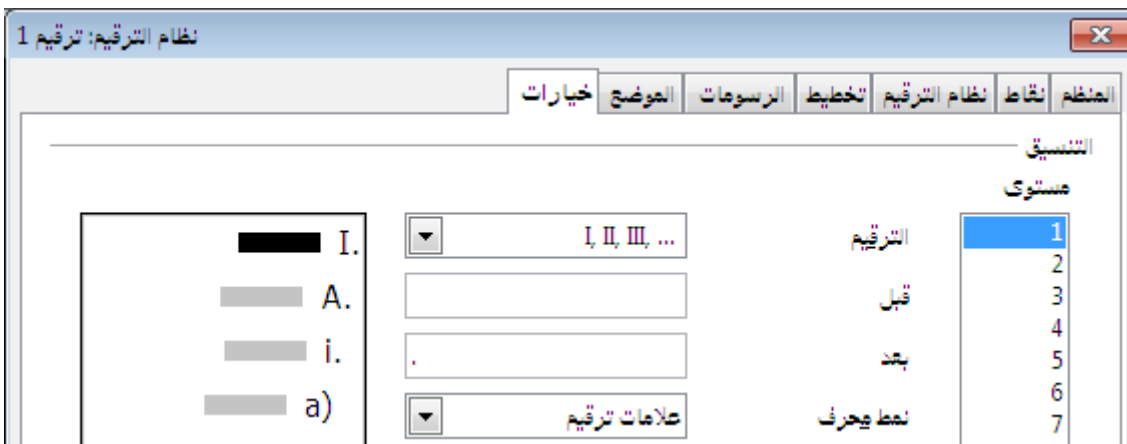 نظام الترقيم: ترقيم 1
المنظم نقاط نظام الترقيم تخطيط الرسومات الموضع خيارات
التنسيق
مستوى
1 الترقيم I, II, III, ... I.
2
3 قبل A.
4
5 بعد . i.
6
7 نمط محرف علامات ترقيم a)